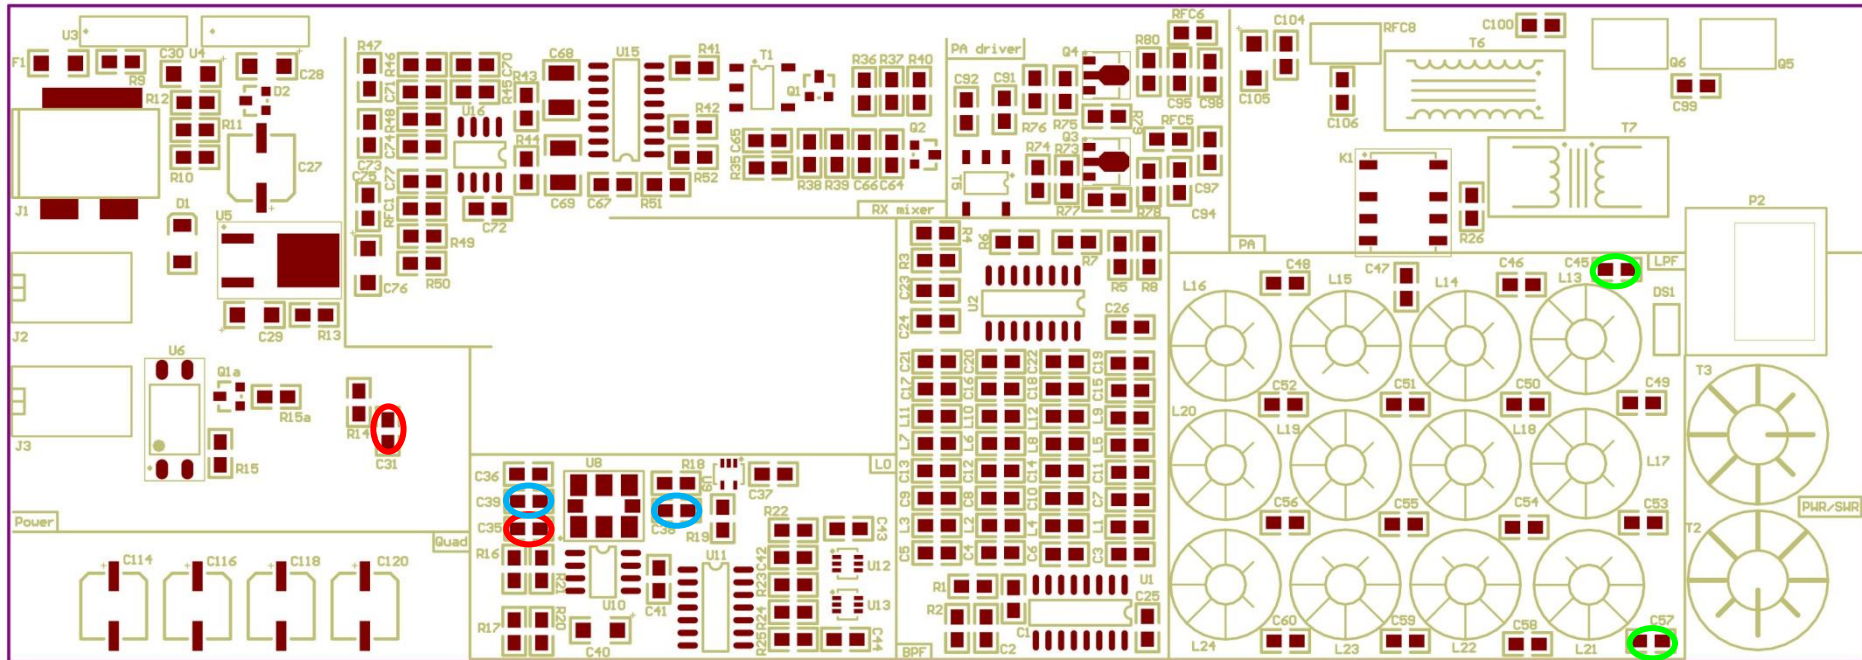 U3
U4
F1
R9
C30
C28
R12
D2
R11
R10
C27
J1
D1
U5
J2
C29
R13
J3
U6
Q1a
R15a
R15
R14
C31
Power
R47
R46
C71
R48
C74
C73
C75
C77
RFC1
R49
R50
C76
C70
R45
U16
C72
R43
R44
C68
C69
U15
C67
R51
R41
R42
R52
T1
Q1
C65
R35
R36
R37
R40
R38
R39
C66
C64
Q2
RX mixer
PA driver
C92
C91
R76
R75
R74
R73
T5
R77
Q4
Q3
R79
R80
RFC6
C95
C98
RFC5
R78
C94
C97
C104
C105
RFC8
C106
C100
T6
Q6
Q5
C99
T7
K1
R26
PA
P2
R4
R3
C23
C24
R6
R7
R5
R8
U2
C26
C21
C20
C22
C19
C17
C16
C18
C15
L11
L10
L12
L9
L7
L6
L8
L5
C13
C12
C14
C11
C9
C8
C10
C7
L3
L2
L4
L1
C5
C4
C6
C3
R1
R2
C1
C2
U1
C25
BPF
C48
C47
C46
C45
LPF
L16
L15
L14
L13
DS1
C52
C51
C50
C49
L20
L19
L18
L17
C56
C55
C54
C53
C60
C59
C58
C57
L24
L23
L22
L21
T3
PWR/SWR
T2
Quad
C114
C116
C118
C120
C36
C39
C35
U8
R18
U9
C38
R19
C37
LO
R16
R21
R17
R20
U10
C40
C41
U11
R22
C42
R23
R24
R25
C43
U12
U13
C44